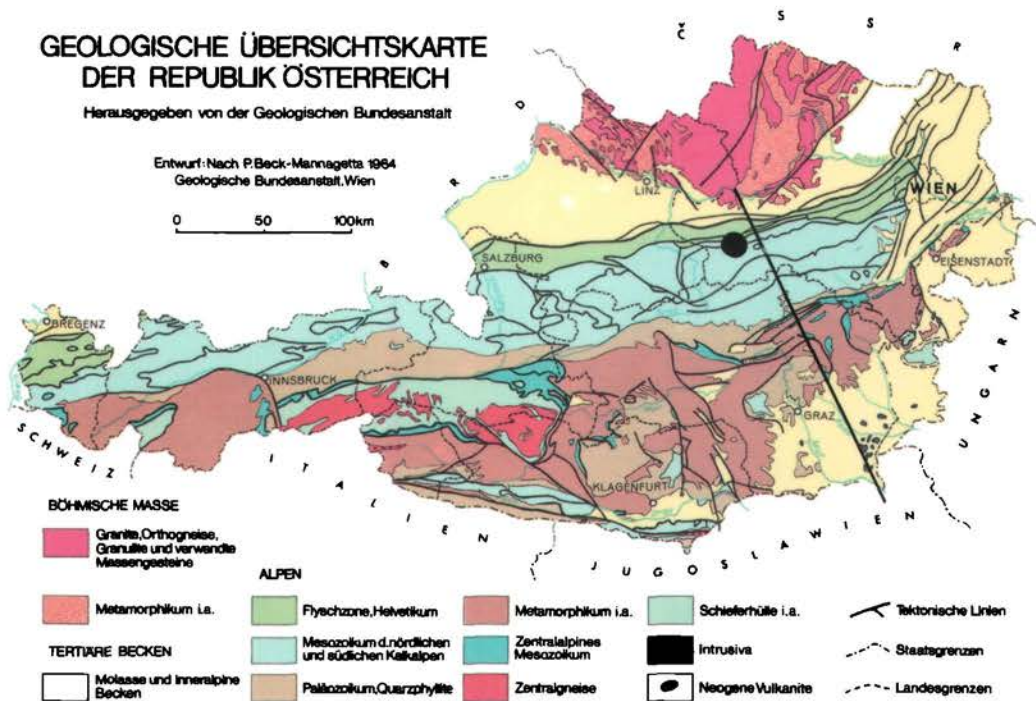 GEOLOGISCHE ÜBERSICHTSKARTE
DER REPUBLIK ÖSTERREICH
Herausgegeben von der Geologischen Bundesanstalt
Entwurf: Nach P. Beck-Mannagetta 1964
Geologische Bundesanstalt, Wien
0 50 100km
Č S S R
B R D
LINZ
WIEN
SALZBURG
EISENSTADT
BREGENZ
INNSBRUCK
GRAZ
KLAGENFURT
SCHWEIZ
ITALIEN
JUGOSLAWIEN
UNGARN
BÖHMISCHE MASSE
Granite, Orthogneise,
Granulite und verwandte
Massengesteine
Metamorphikum i.a.
TERTIÄRE BECKEN
Molasse und inneralpine
Becken
ALPEN
Flyschzone, Helvetikum
Mesozoikum d. nördlichen
und südlichen Kalkalpen
Paläozoikum, Quarzphyllite
Metamorphikum i.a.
Zentralalpines
Mesozoikum
Zentralgneise
Schieferhülle i.a.
Intrusiva
Neogene Vulkanite
Tektonische Linien
Staatsgrenzen
Landesgrenzen